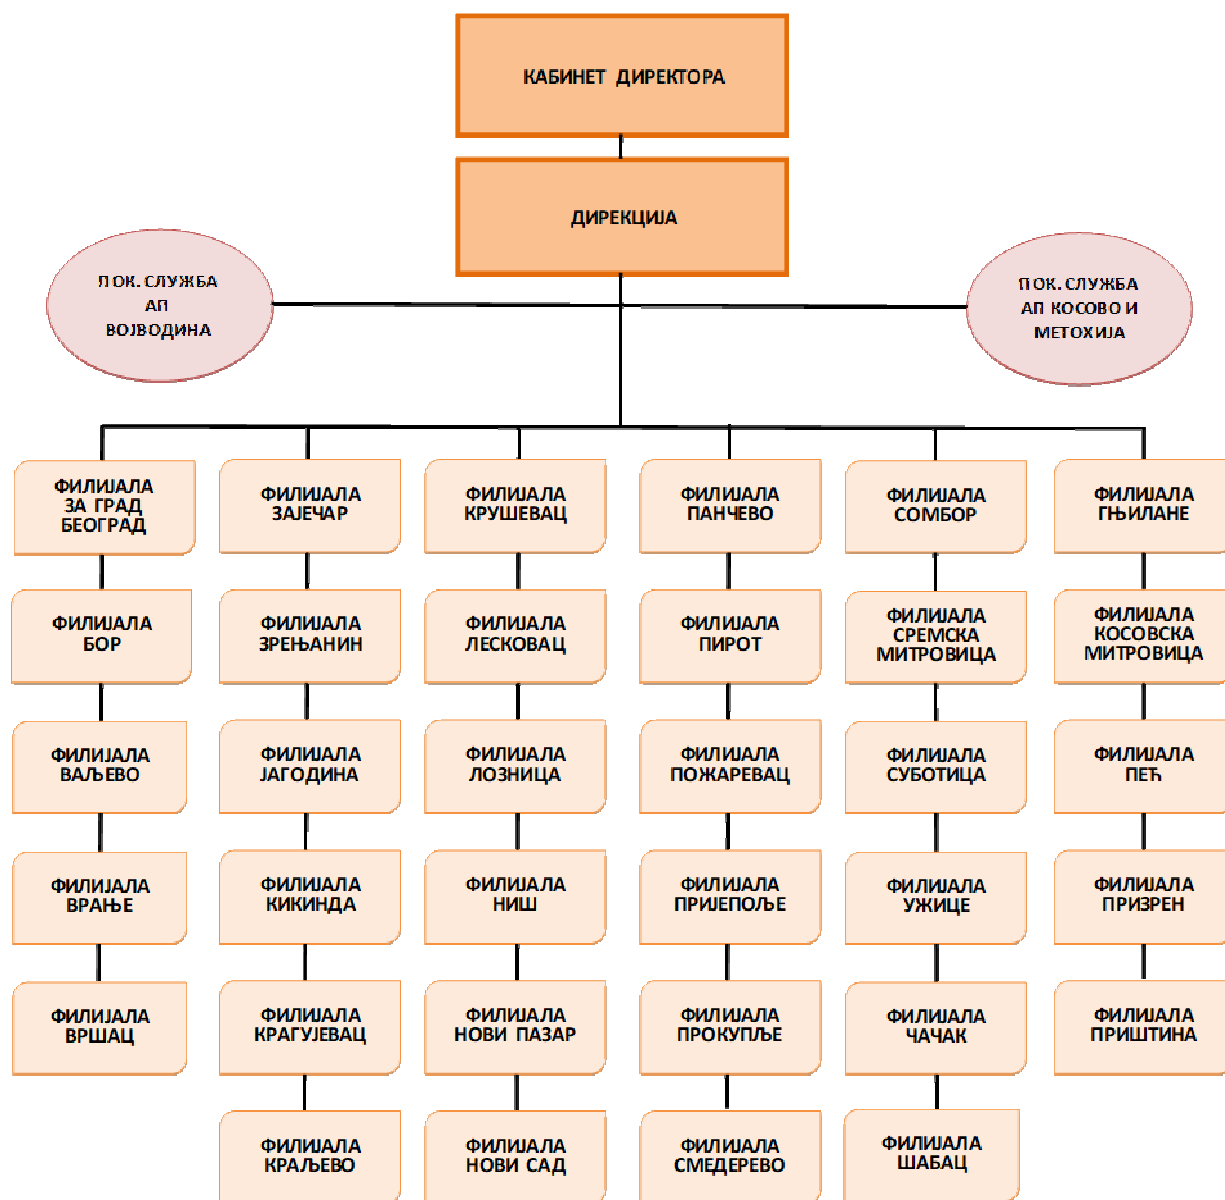 КАБИНЕТ ДИРЕКТОРА
ДИРЕКЦИЈА
ПОК. СЛУЖБА
АП
ВОЈВОДИНА
ПОК. СЛУЖБА
АП КОСОВО И
МЕТОХИЈА
ФИЛИЈАЛА
ЗА ГРАД
БЕОГРАД
ФИЛИЈАЛА
ЗАЈЕЧАР
ФИЛИЈАЛА
КРУШЕВАЦ
ФИЛИЈАЛА
ПАНЧЕВО
ФИЛИЈАЛА
СОМБОР
ФИЛИЈАЛА
ГЊИЛАНЕ
ФИЛИЈАЛА
БОР
ФИЛИЈАЛА
ЗРЕЊАНИН
ФИЛИЈАЛА
ЛЕСКОВАЦ
ФИЛИЈАЛА
ПИРОТ
ФИЛИЈАЛА
СРЕМСКА
МИТРОВИЦА
ФИЛИЈАЛА
КОСОВСКА
МИТРОВИЦА
ФИЛИЈАЛА
ВАЉЕВО
ФИЛИЈАЛА
ЈАГОДИНА
ФИЛИЈАЛА
ЛОЗНИЦА
ФИЛИЈАЛА
ПОЖАРЕВАЦ
ФИЛИЈАЛА
СУБОТИЦА
ФИЛИЈАЛА
ПЕЋ
ФИЛИЈАЛА
ВРАЊЕ
ФИЛИЈАЛА
КИКИНДА
ФИЛИЈАЛА
НИШ
ФИЛИЈАЛА
ПРИЈЕПОЉЕ
ФИЛИЈАЛА
УЖИЦЕ
ФИЛИЈАЛА
ПРИЗРЕН
ФИЛИЈАЛА
ВРШАЦ
ФИЛИЈАЛА
КРАГУЈЕВАЦ
ФИЛИЈАЛА
НОВИ ПАЗАР
ФИЛИЈАЛА
ПРОКУПЉЕ
ФИЛИЈАЛА
ЧАЧАК
ФИЛИЈАЛА
ПРИШТИНА
ФИЛИЈАЛА
КРАЉЕВО
ФИЛИЈАЛА
НОВИ САД
ФИЛИЈАЛА
СМЕДЕРЕВО
ФИЛИЈАЛА
ШАБАЦ